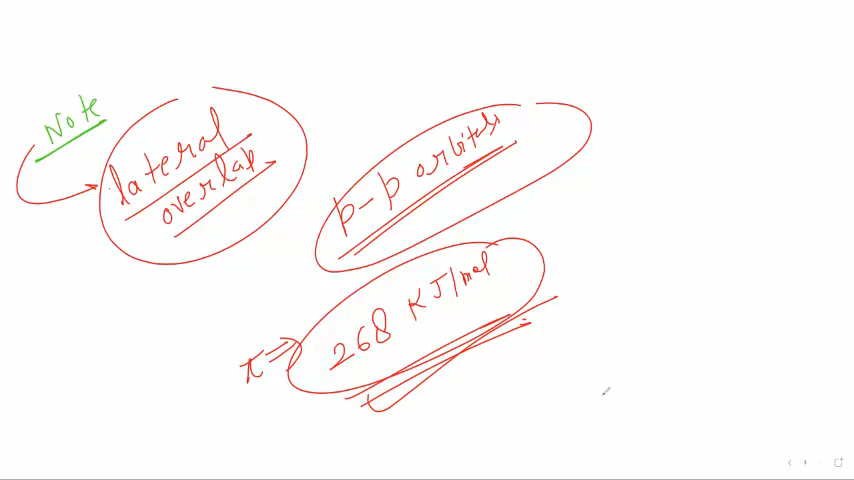 Note
lateral
overlap
p-p orbitals
π ⇒ 268 KJ/mol